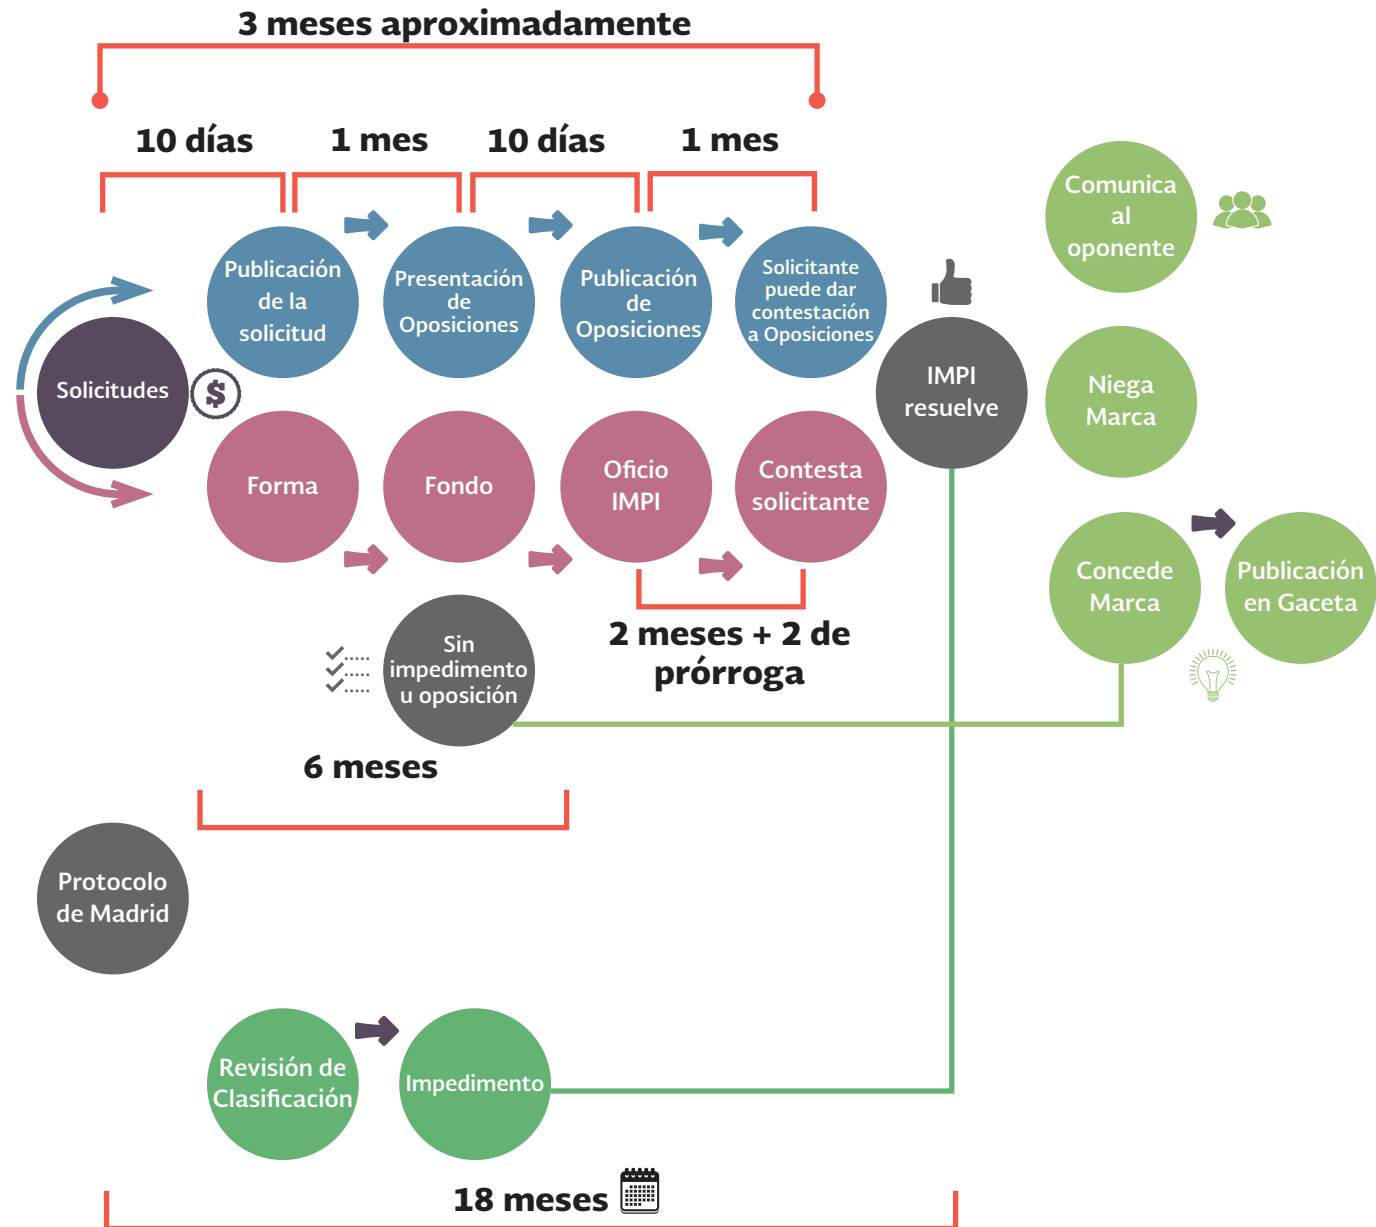 3 meses aproximadamente
10 días
1 mes
10 días
1 mes
Publicación
de la
solicitud
Presentación
de
Oposiciones
Publicación
de
Oposiciones
Solicitante
puede dar
contestación
a Oposiciones
Comunica
al
oponente
Solicitudes
$
IMPI
resuelve
Niega
Marca
Forma
Fondo
Oficio
IMPI
Contesta
solicitante
Concede
Marca
Publicación
en Gaceta
2 meses + 2 de
prórroga
Sin
impedimento
u oposición
6 meses
Protocolo
de Madrid
Revisión de
Clasificación
Impedimento
18 meses